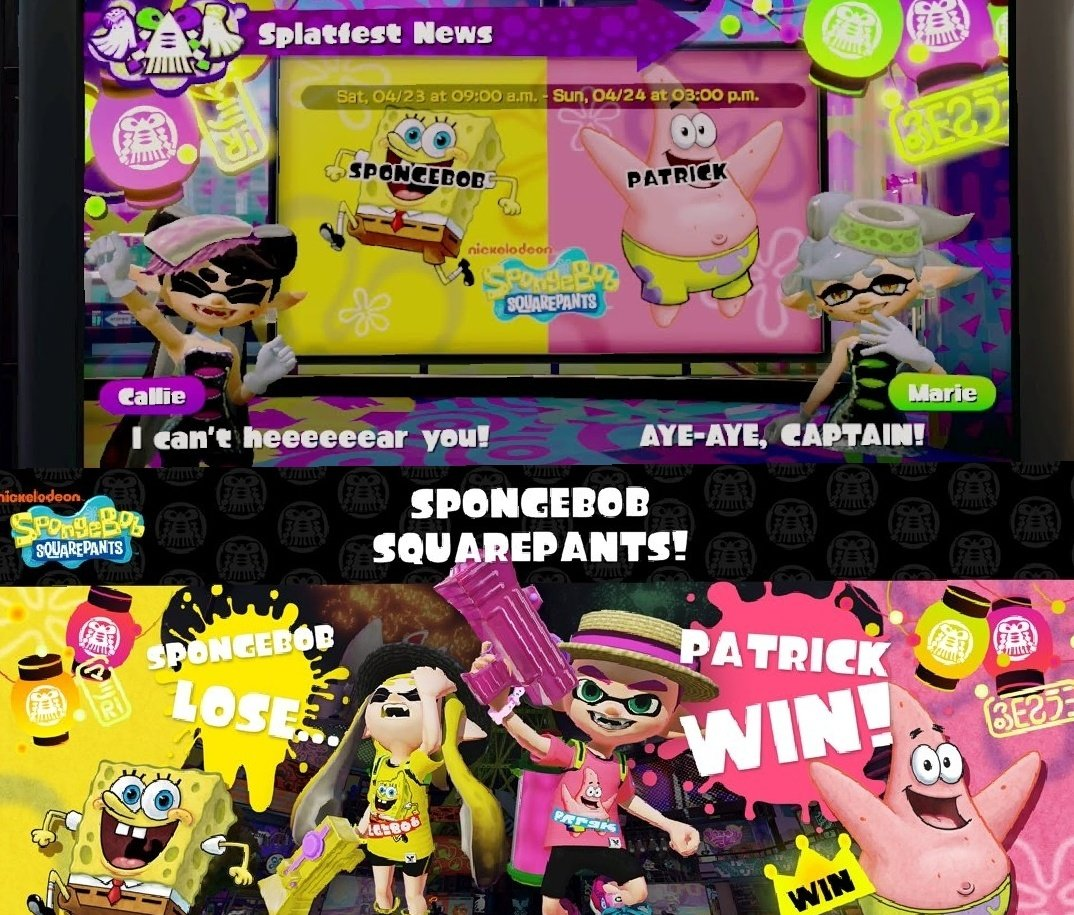 Splatfest News
Sat, 04/23 at 09:00 a.m. - Sun, 04/24 at 03:00 p.m.
SPONGEBOB
PATRICK
nickelodeon
SPONGEBOB
SQUAREPANTS
Callie
Marie
I can't heeeeeear you!
AYE-AYE, CAPTAIN!
nickelodeon
SPONGEBOB
SQUAREPANTS
SPONGEBOB
SQUAREPANTS!
SPONGEBOB
LOSE...
PATRICK
WIN!
WIN